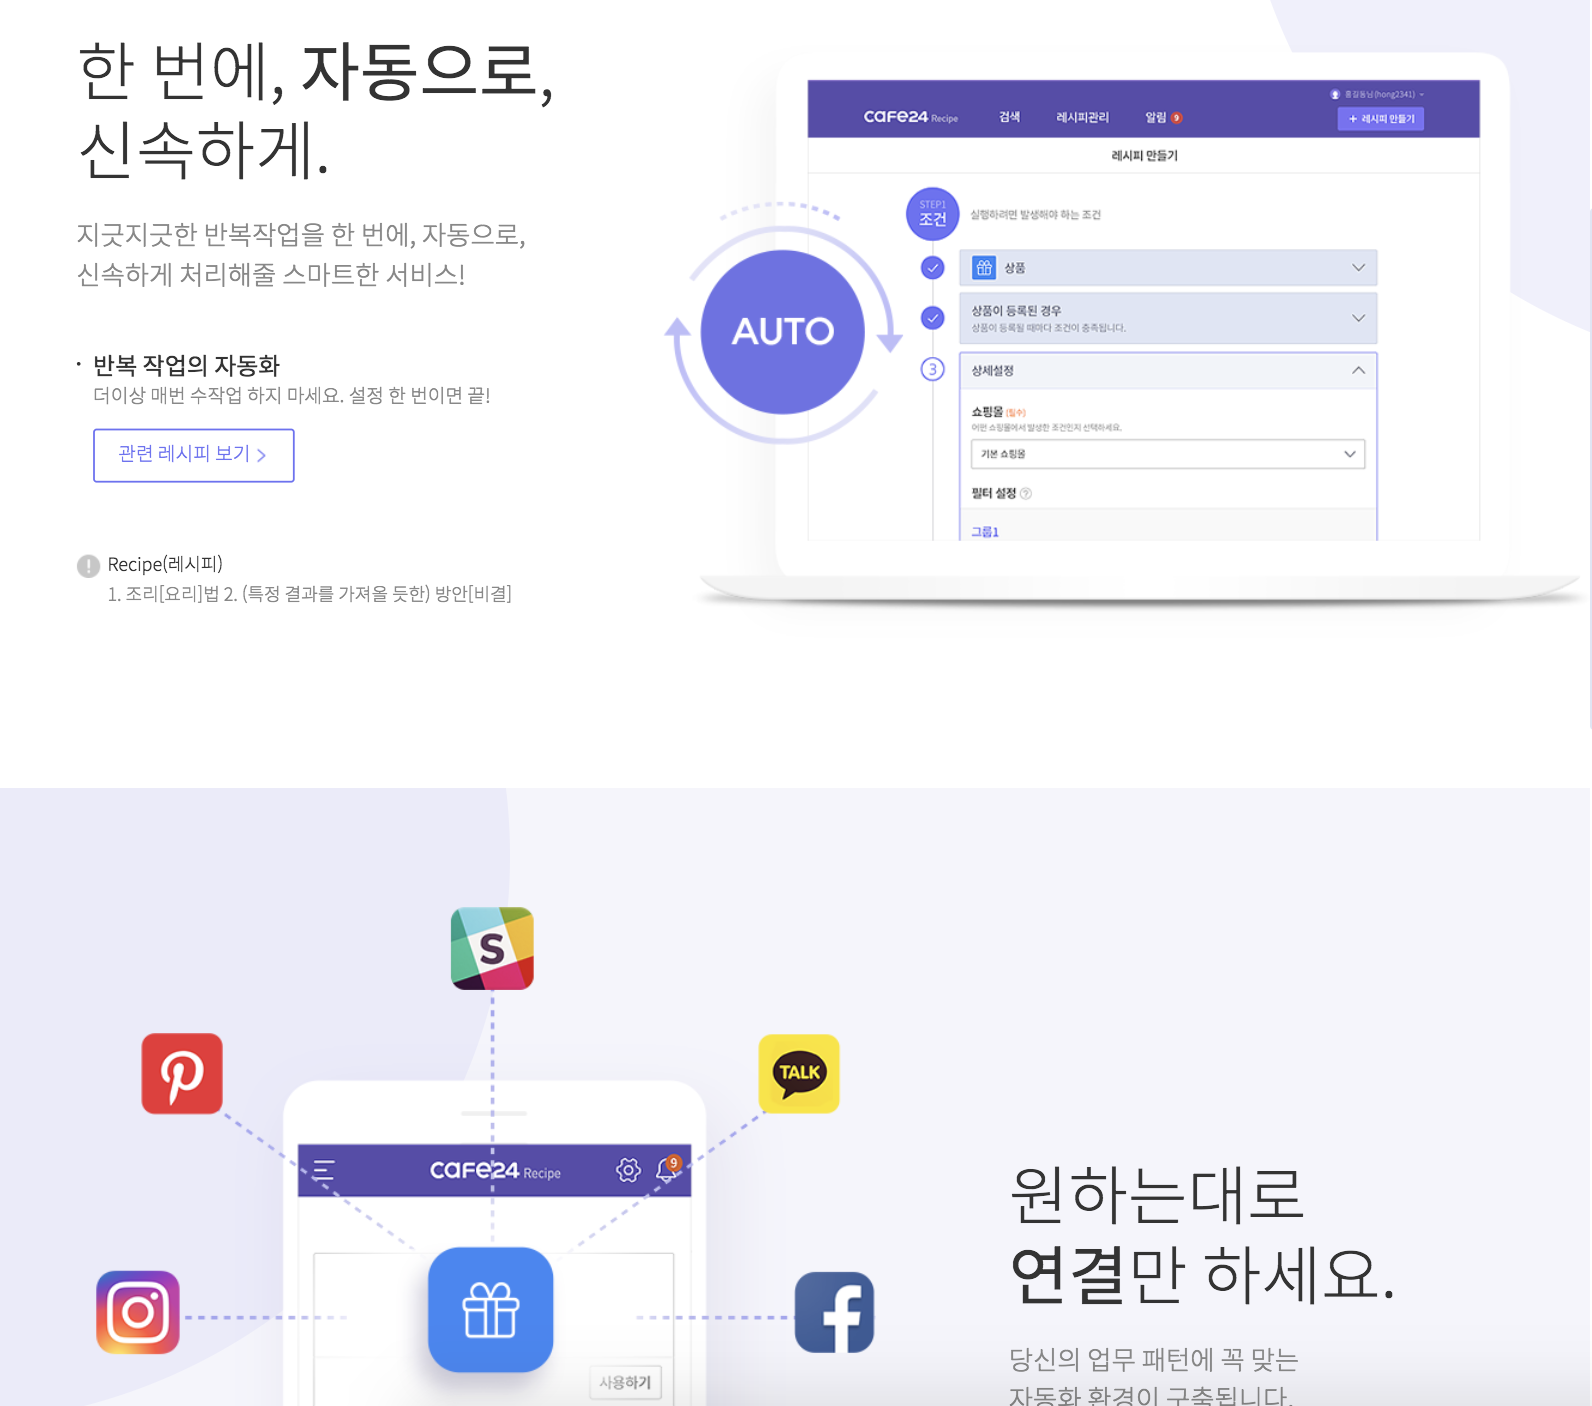 한 번에, 자동으로,
신속하게.
지긋지긋한 반복작업을 한 번에, 자동으로,
신속하게 처리해줄 스마트한 서비스!
· 반복 작업의 자동화
더이상 매번 수작업 하지 마세요. 설정 한 번이면 끝!
관련 레시피 보기 >
Recipe(레시피)
1. 조리[요리]법 2. (특정 결과를 가져올 듯한) 방안[비결]
AUTO
홍길동님(hong2341)
cafe24 Recipe 검색 레시피관리 알림 9 + 레시피 만들기
레시피 만들기
STEP1
조건
실행하려면 발생해야 하는 조건
상품
상품이 등록된 경우
상품이 등록될 때마다 조건이 충족됩니다.
3 상세설정
쇼핑몰 (필수)
어떤 쇼핑몰에서 발생한 조건인지 선택하세요.
기본 쇼핑몰
필터 설정 ?
그룹1
S
TALK
cafe24 Recipe 9
사용하기
원하는대로
연결만 하세요.
당신의 업무 패턴에 꼭 맞는
자동화 환경이 구축됩니다.